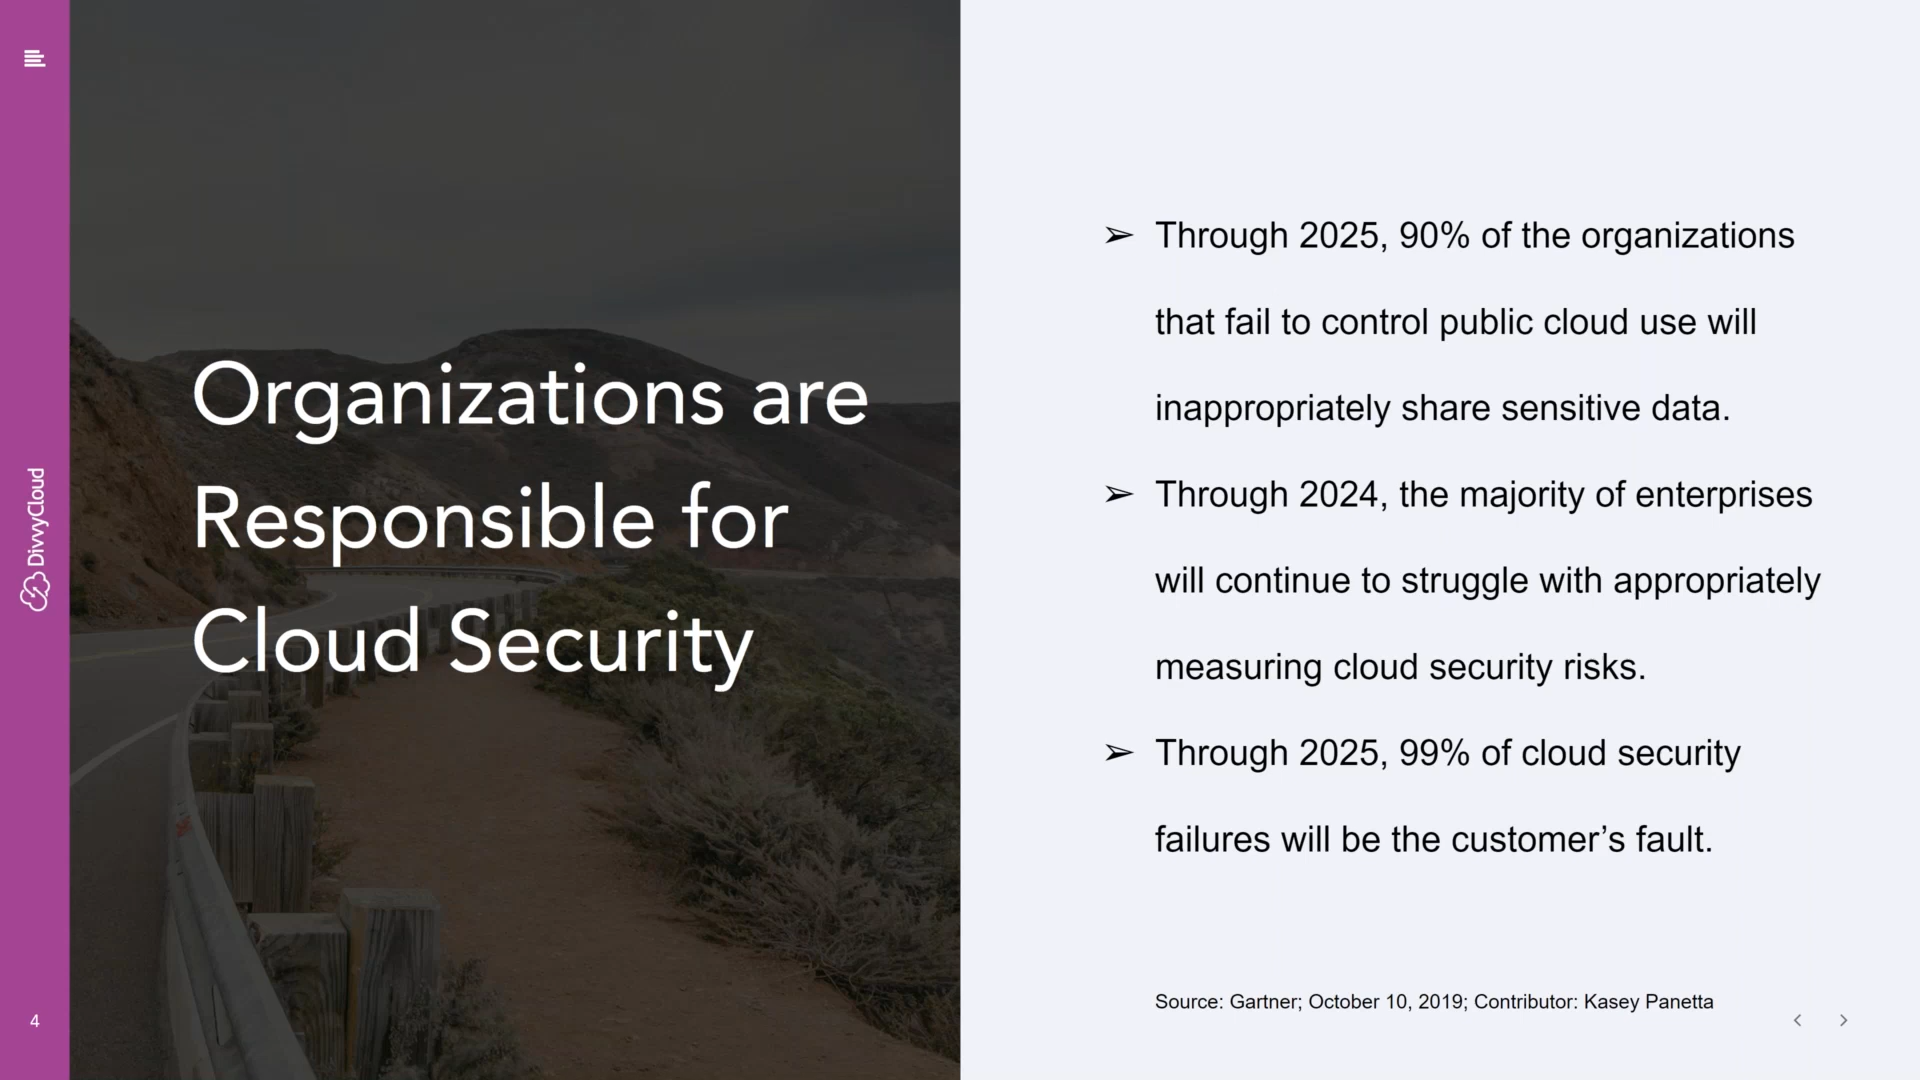 Organizations are
Responsible for
Cloud Security
➢ Through 2025, 90% of the organizations
that fail to control public cloud use will
inappropriately share sensitive data.
➢ Through 2024, the majority of enterprises
will continue to struggle with appropriately
measuring cloud security risks.
➢ Through 2025, 99% of cloud security
failures will be the customer’s fault.
Source: Gartner; October 10, 2019; Contributor: Kasey Panetta
DivvyCloud
4